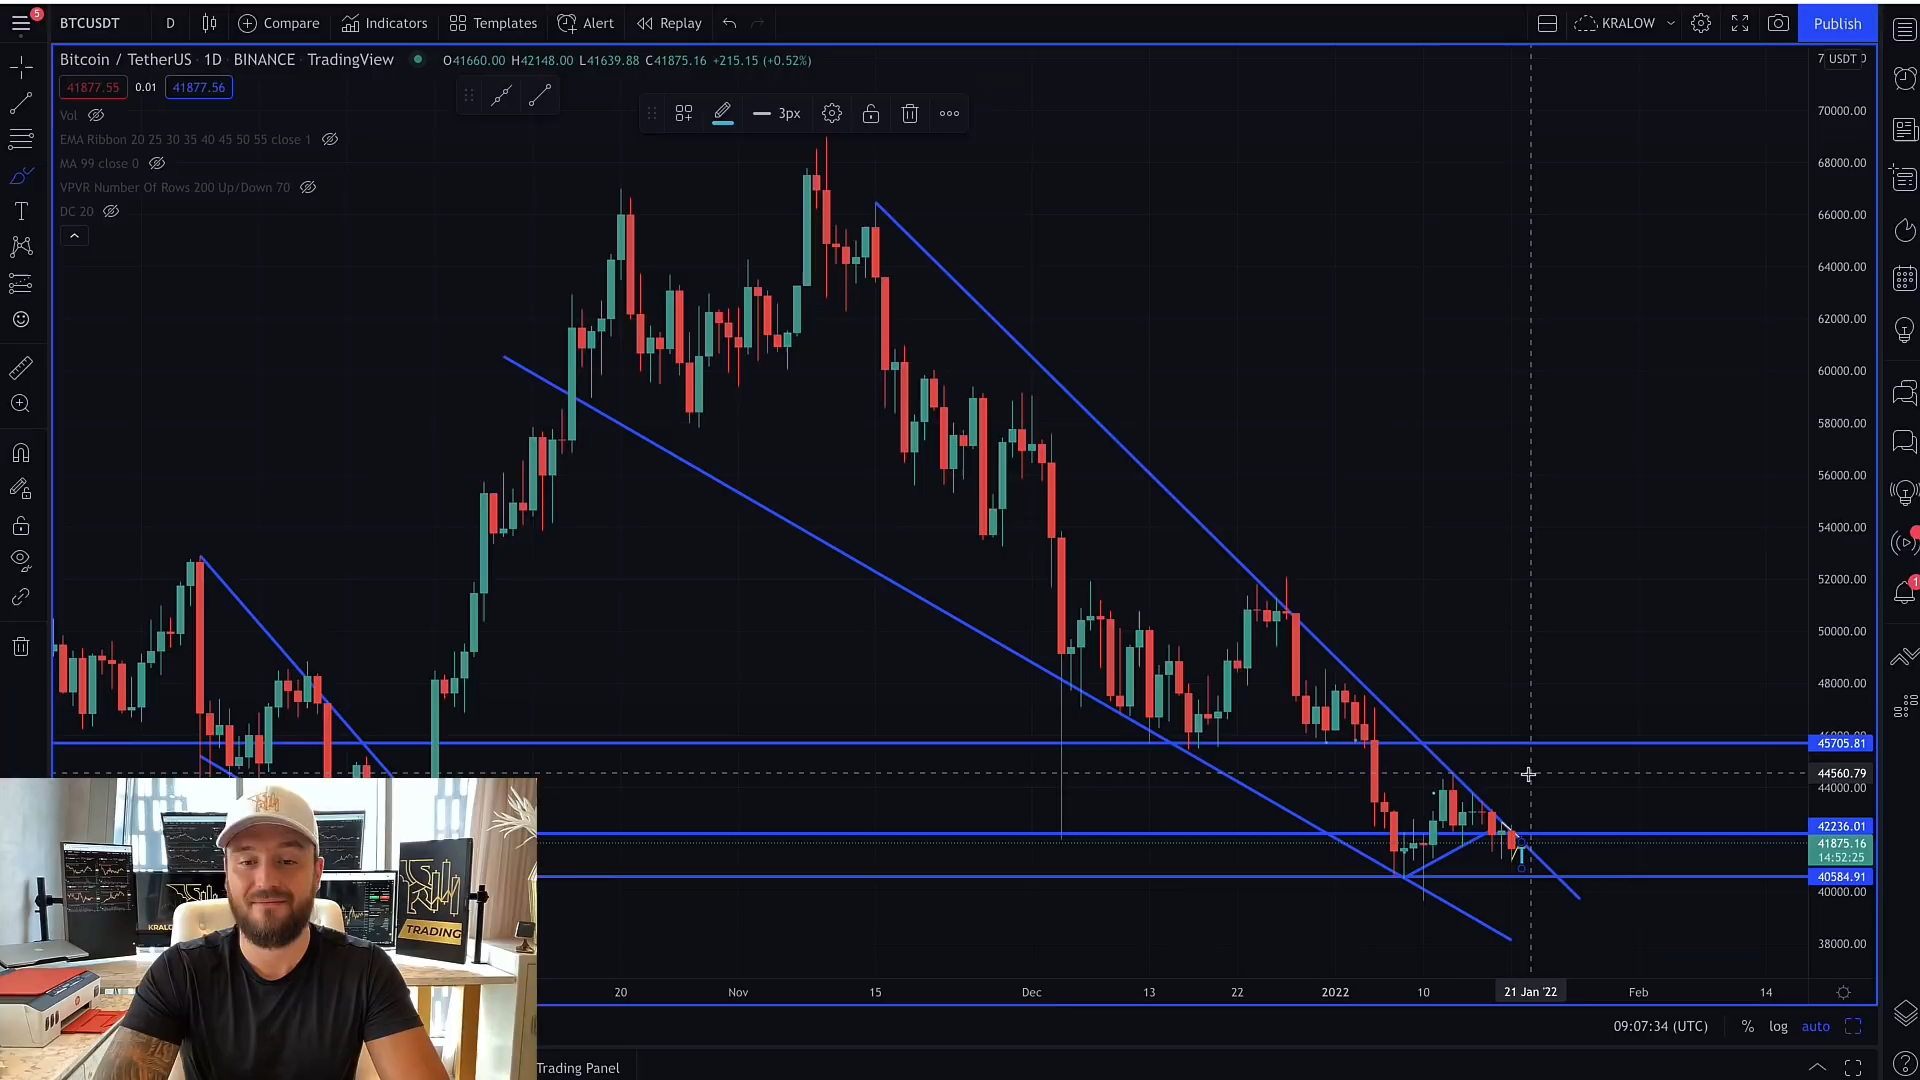 5
BTCUSDT D Compare Indicators Templates Alert Replay KRALOW Publish
Bitcoin / TetherUS · 1D · BINANCE · TradingView O41660.00 H42148.00 L41639.88 C41875.16 +215.15 (+0.52%)
USDT
41877.55 0.01 41877.56
3px
Vol
EMA Ribbon 20 25 30 35 40 45 50 55 close 1
MA 99 close 0
VPVR Number Of Rows 200 Up/Down 70
DC 20
70000.00
68000.00
66000.00
64000.00
62000.00
60000.00
58000.00
56000.00
54000.00
52000.00
50000.00
48000.00
45705.81
44560.79
44000.00
42236.01
41875.16
14:52:25
40584.91
40000.00
38000.00
TRADING
20 Nov 15 Dec 13 22 2022 10 21 Jan '22 Feb 14
09:07:34 (UTC) % log auto
Trading Panel